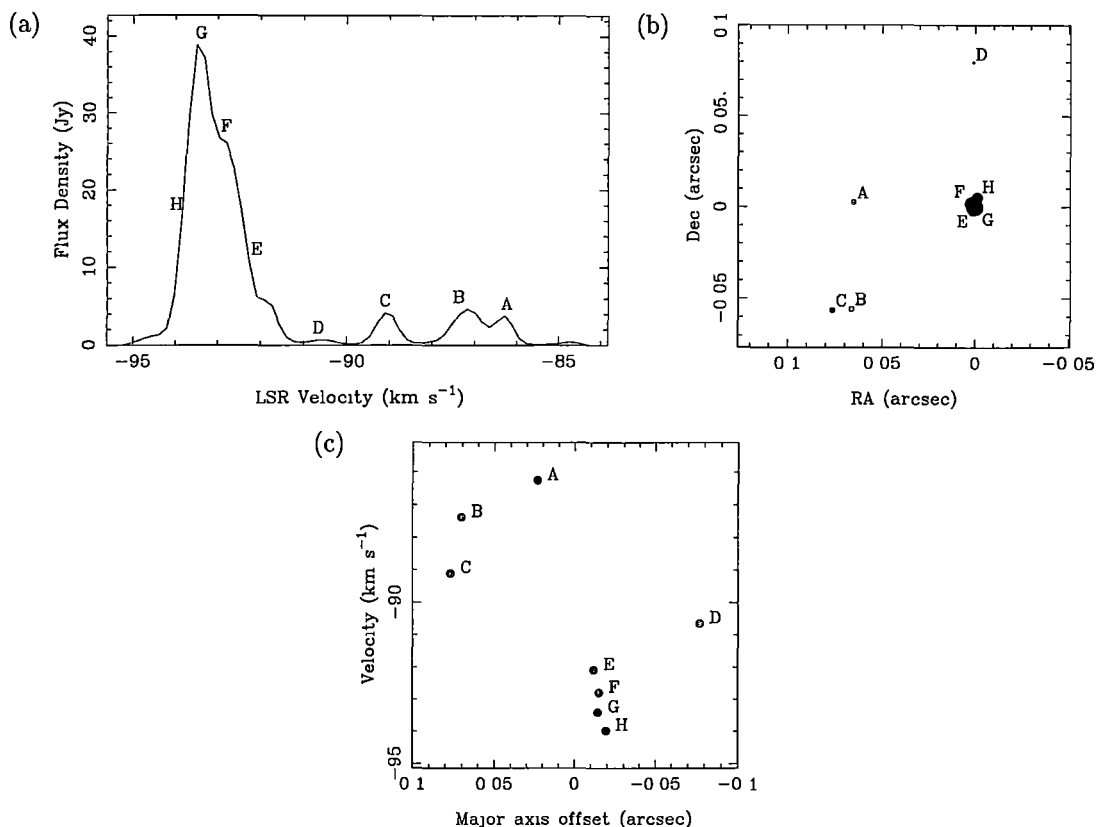 (a)
40
30
20
10
0
Flux Density (Jy)
G
F
H
E
D
C
B
A
−95
−90
−85
LSR Velocity (km s−1)
(b)
0 1
0 05.
0
−0 05
Dec (arcsec)
D
A
F
H
E
G
C
B
0 1
0 05
0
−0 05
RA (arcsec)
(c)
−90
−95
Velocity (km s−1)
A
B
C
D
E
F
G
H
0 1
0 05
0
−0 05
−0 1
Major axis offset (arcsec)